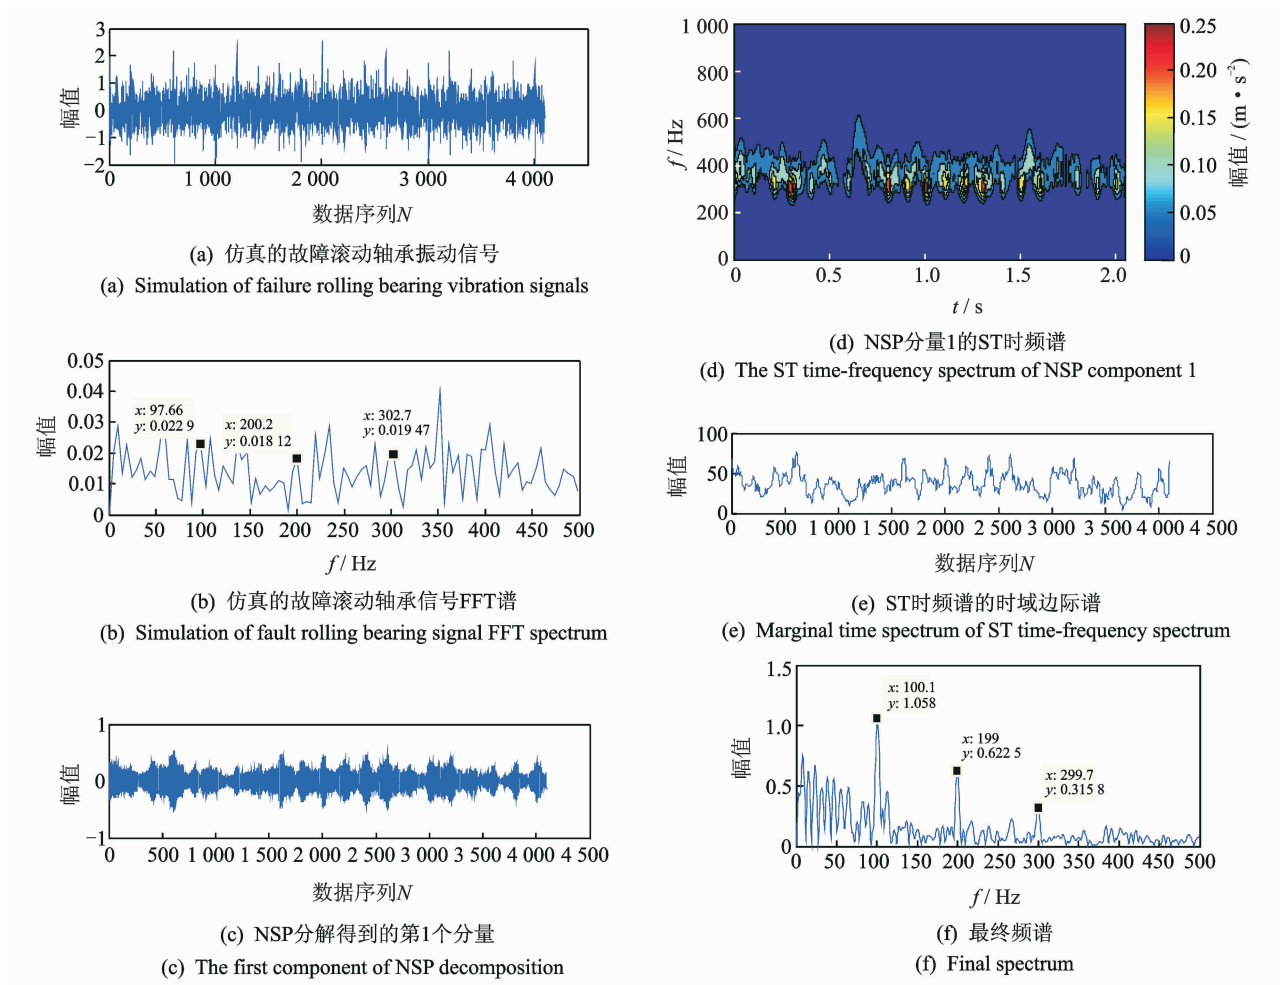 3
2
1
0
−1
−2
幅值
0
1 000
2 000
3 000
4 000
数据序列N
(a) 仿真的故障滚动轴承振动信号
(a) Simulation of failure rolling bearing vibration signals
0.05
0.04
0.03
0.02
0.01
0
幅值
x: 97.66
y: 0.022 9
x: 200.2
y: 0.018 12
x: 302.7
y: 0.019 47
0 50 100 150 200 250 300 350 400 450 500
f / Hz
(b) 仿真的故障滚动轴承信号FFT谱
(b) Simulation of fault rolling bearing signal FFT spectrum
1
0
−1
幅值
0 500 1 000 1 500 2 000 2 500 3 000 3 500 4 000 4 500
数据序列N
(c) NSP分解得到的第1个分量
(c) The first component of NSP decomposition
1 000
800
600
400
200
0
f / Hz
0 0.5 1.0 1.5 2.0
t / s
0.25
0.20
0.15
0.10
0.05
0
幅值 / (m • s⁻²)
(d) NSP分量1的ST时频谱
(d) The ST time-frequency spectrum of NSP component 1
100
50
0
幅值
0 500 1 000 1 500 2 000 2 500 3 000 3 500 4 000 4 500
数据序列N
(e) ST时频谱的时域边际谱
(e) Marginal time spectrum of ST time-frequency spectrum
1.5
1.0
0.5
0
幅值
x: 100.1
y: 1.058
x: 199
y: 0.622 5
x: 299.7
y: 0.315 8
0 50 100 150 200 250 300 350 400 450 500
f / Hz
(f) 最终频谱
(f) Final spectrum